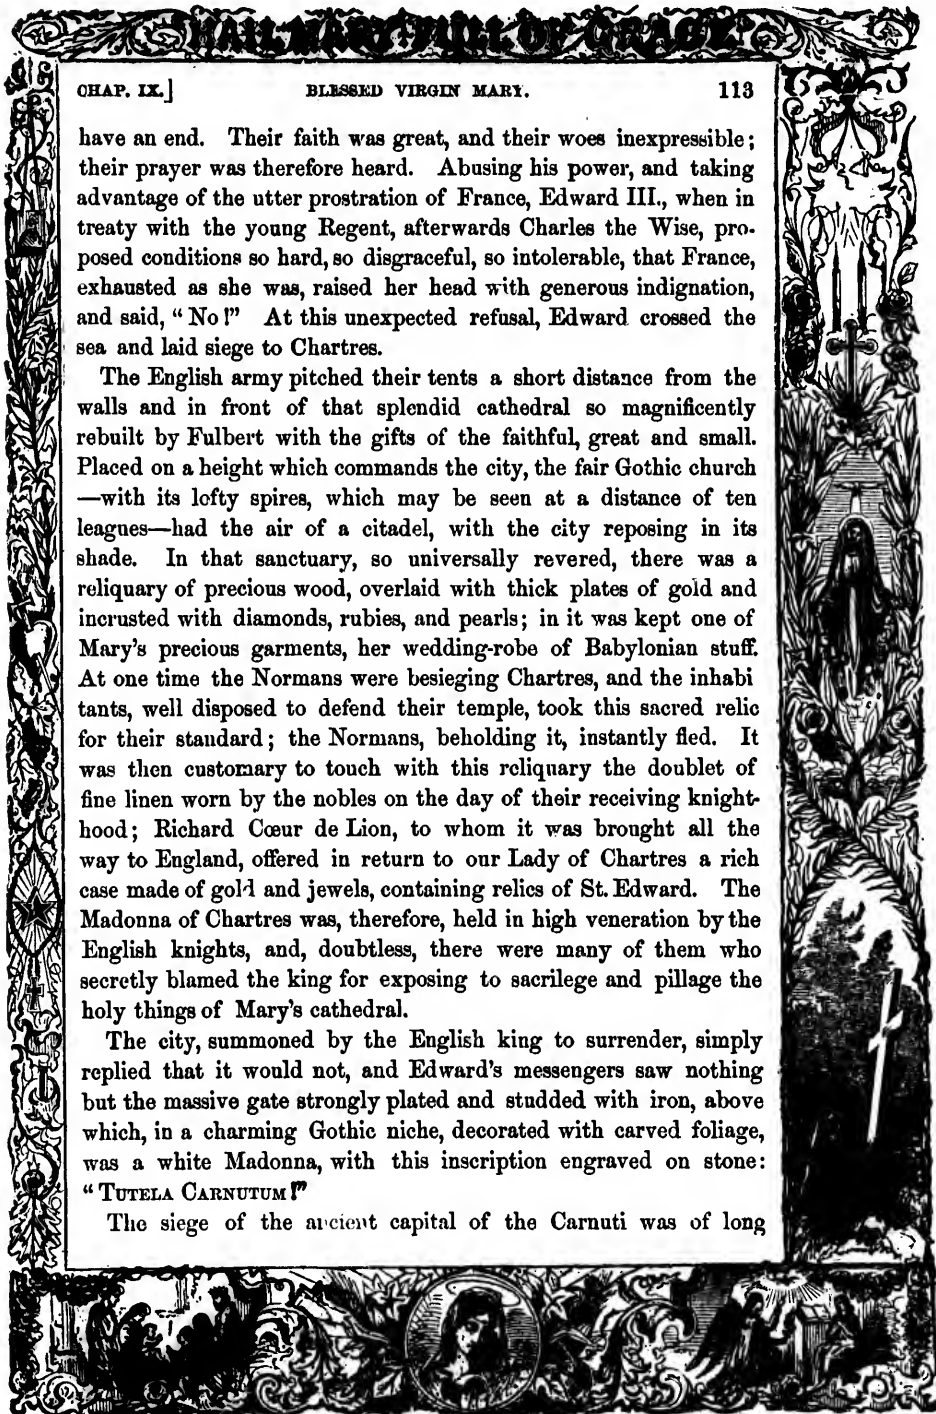 HAIL MARY FULL OF GRACE
CHAP. IX.] BLESSED VIRGIN MARY. 113
have an end. Their faith was great, and their woes inexpressible;
their prayer was therefore heard. Abusing his power, and taking
advantage of the utter prostration of France, Edward III., when in
treaty with the young Regent, afterwards Charles the Wise, pro-
posed conditions so hard, so disgraceful, so intolerable, that France,
exhausted as she was, raised her head with generous indignation,
and said, “ No !” At this unexpected refusal, Edward crossed the
sea and laid siege to Chartres.
The English army pitched their tents a short distance from the
walls and in front of that splendid cathedral so magnificently
rebuilt by Fulbert with the gifts of the faithful, great and small.
Placed on a height which commands the city, the fair Gothic church
—with its lofty spires, which may be seen at a distance of ten
leagues—had the air of a citadel, with the city reposing in its
shade. In that sanctuary, so universally revered, there was a
reliquary of precious wood, overlaid with thick plates of gold and
incrusted with diamonds, rubies, and pearls; in it was kept one of
Mary’s precious garments, her wedding-robe of Babylonian stuff.
At one time the Normans were besieging Chartres, and the inhabi
tants, well disposed to defend their temple, took this sacred relic
for their standard; the Normans, beholding it, instantly fled. It
was then customary to touch with this reliquary the doublet of
fine linen worn by the nobles on the day of their receiving knight-
hood; Richard Cœur de Lion, to whom it was brought all the
way to England, offered in return to our Lady of Chartres a rich
case made of gold and jewels, containing relics of St. Edward. The
Madonna of Chartres was, therefore, held in high veneration by the
English knights, and, doubtless, there were many of them who
secretly blamed the king for exposing to sacrilege and pillage the
holy things of Mary’s cathedral.
The city, summoned by the English king to surrender, simply
replied that it would not, and Edward’s messengers saw nothing
but the massive gate strongly plated and studded with iron, above
which, in a charming Gothic niche, decorated with carved foliage,
was a white Madonna, with this inscription engraved on stone:
“ TUTELA CARNUTUM !”
The siege of the ancient capital of the Carnuti was of long